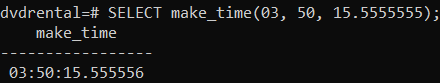 dvdrental=# SELECT make_time(03, 50, 15.5555555);
    make_time
-----------------
 03:50:15.555556